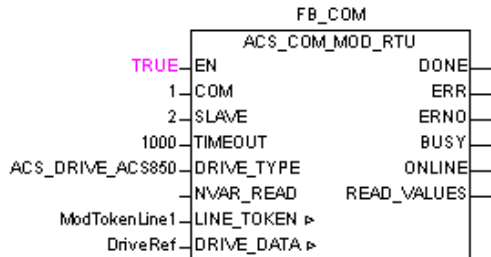 FB_COM
ACS_COM_MOD_RTU
TRUE EN DONE
1 COM ERR
2 SLAVE ERNO
1000 TIMEOUT BUSY
ACS_DRIVE_ACS850 DRIVE_TYPE ONLINE
NVAR_READ READ_VALUES
ModTokenLine1 LINE_TOKEN ▷
DriveRef DRIVE_DATA ▷